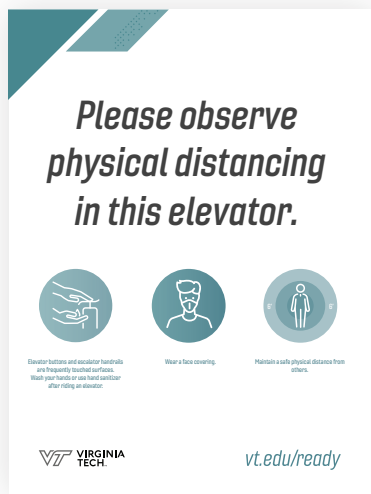 Please observe
physical distancing
in this elevator.
Elevator buttons and escalator handrails
are frequently touched surfaces.
Wash your hands or use hand sanitizer
after riding an elevator.
Wear a face covering.
Maintain a safe physical distance from
others.
VT VIRGINIA
TECH.
vt.edu/ready